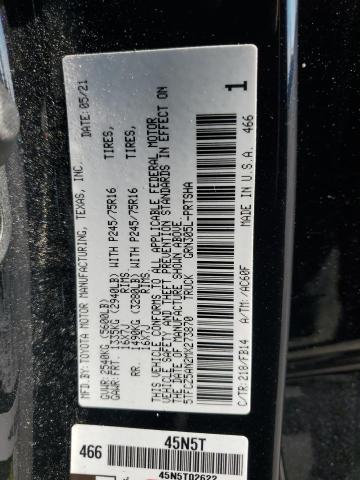 MFD. BY: TOYOTA MOTOR MANUFACTURING, TEXAS, INC. DATE: 05/21
GVWR: 2540KG(5600LB)
GAWR: FRT. 1335KG(2940LB) WITH P245/75R16 TIRES,
16X7J RIMS
RR. 1490KG(3280LB) WITH P245/75R16 TIRES,
16X7J RIMS
THIS VEHICLE CONFORMS TO ALL APPLICABLE FEDERAL MOTOR
VEHICLE SAFETY AND THEFT PREVENTION STANDARDS IN EFFECT ON
THE DATE OF MANUFACTURE SHOWN ABOVE.
5TFCZ5AN2MX273870 TRUCK GRN305L-PRTSHA
1
C/TR:218/FB14 A/TM:/AC60F MADE IN U.S.A. 466
466 45N5T
45N5T02622